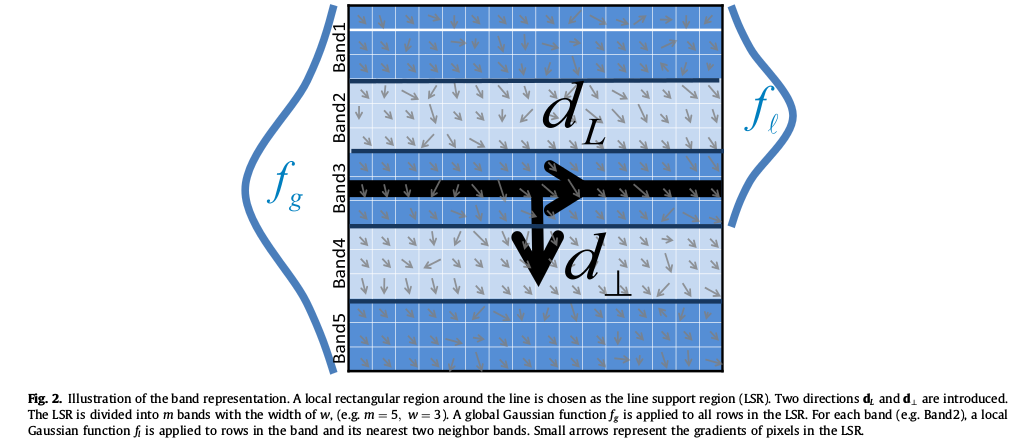 Band1
Band2
Band3
Band4
Band5
f_g
f_ℓ
d_L
d_⊥
Fig. 2. Illustration of the band representation. A local rectangular region around the line is chosen as the line support region (LSR). Two directions d_L and d_⊥ are introduced.
The LSR is divided into m bands with the width of w, (e.g. m = 5, w = 3). A global Gaussian function f_g is applied to all rows in the LSR. For each band (e.g. Band2), a local
Gaussian function f_l is applied to rows in the band and its nearest two neighbor bands. Small arrows represent the gradients of pixels in the LSR.